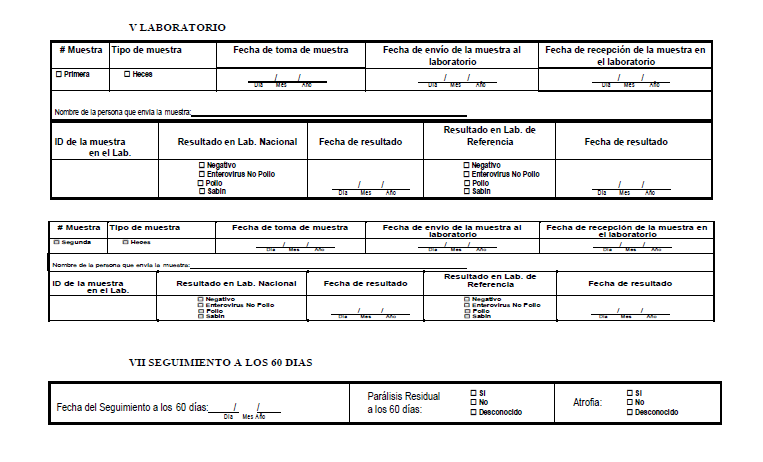 V LABORATORIO
# Muestra Tipo de muestra Fecha de toma de muestra Fecha de envío de la muestra al laboratorio Fecha de recepción de la muestra en el laboratorio
☐ Primera ☐ Heces / / / / / /
Día Mes Año Día Mes Año Día Mes Año
Nombre de la persona que envía la muestra:
ID de la muestra en el Lab. Resultado en Lab. Nacional Fecha de resultado Resultado en Lab. de Referencia Fecha de resultado
☐ Negativo ☐ Negativo
☐ Enterovirus No Polio ☐ Enterovirus No Polio
☐ Polio / / ☐ Polio / /
☐ Sabin Día Mes Año ☐ Sabin Día Mes Año
# Muestra Tipo de muestra Fecha de toma de muestra Fecha de envío de la muestra al laboratorio Fecha de recepción de la muestra en el laboratorio
☐ Segunda ☐ Heces / / / / / /
Día Mes Año Día Mes Año Día Mes Año
Nombre de la persona que envía la muestra:
ID de la muestra en el Lab. Resultado en Lab. Nacional Fecha de resultado Resultado en Lab. de Referencia Fecha de resultado
☐ Negativo ☐ Negativo
☐ Enterovirus No Polio ☐ Enterovirus No Polio
☐ Polio / / ☐ Polio / /
☐ Sabin Día Mes Año ☐ Sabin Día Mes Año
VII SEGUIMIENTO A LOS 60 DIAS
Fecha del Seguimiento a los 60 días: / /
Día Mes Año
Parálisis Residual
a los 60 días:
☐ Si
☐ No
☐ Desconocido
Atrofia:
☐ Si
☐ No
☐ Desconocido